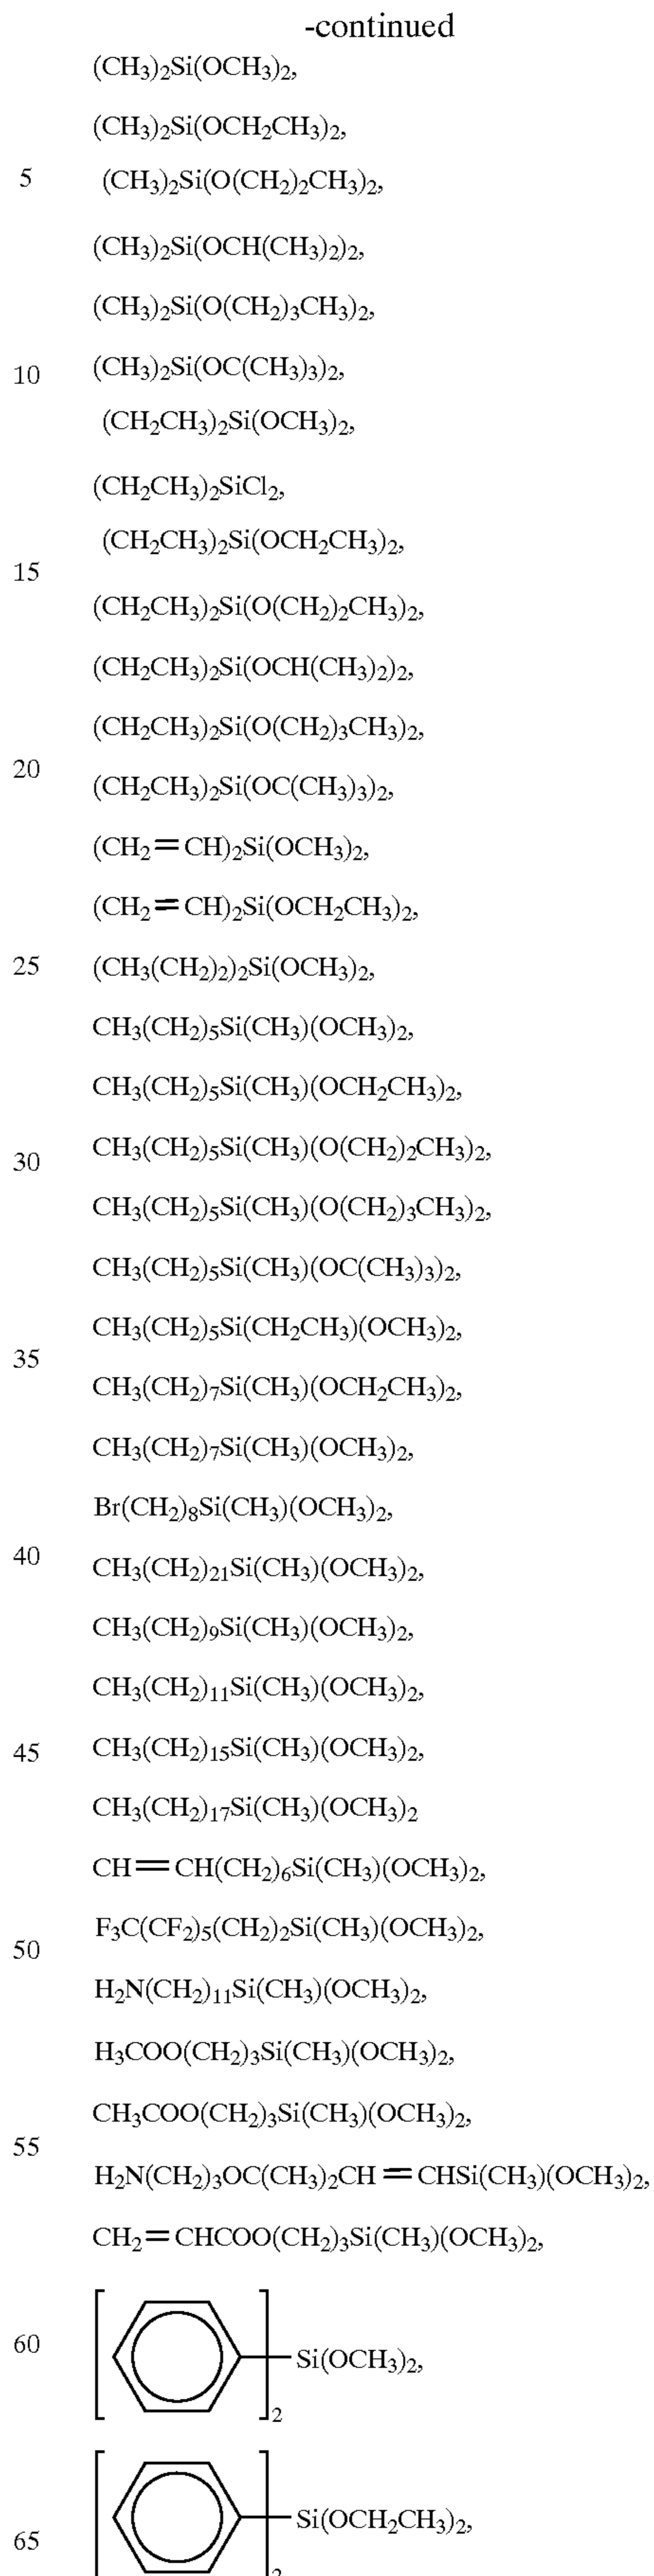 -continued
(CH₃)₂Si(OCH₃)₂,
(CH₃)₂Si(OCH₂CH₃)₂,
5 (CH₃)₂Si(O(CH₂)₂CH₃)₂,
(CH₃)₂Si(OCH(CH₃)₂)₂,
(CH₃)₂Si(O(CH₂)₃CH₃)₂,
10 (CH₃)₂Si(OC(CH₃)₃)₂,
(CH₂CH₃)₂Si(OCH₃)₂,
(CH₂CH₃)₂SiCl₂,
(CH₂CH₃)₂Si(OCH₂CH₃)₂,
15
(CH₂CH₃)₂Si(O(CH₂)₂CH₃)₂,
(CH₂CH₃)₂Si(OCH(CH₃)₂)₂,
(CH₂CH₃)₂Si(O(CH₂)₃CH₃)₂,
20
(CH₂CH₃)₂Si(OC(CH₃)₃)₂,
(CH₂=CH)₂Si(OCH₃)₂,
(CH₂=CH)₂Si(OCH₂CH₃)₂,
25 (CH₃(CH₂)₂)₂Si(OCH₃)₂,
CH₃(CH₂)₅Si(CH₃)(OCH₃)₂,
CH₃(CH₂)₅Si(CH₃)(OCH₂CH₃)₂,
30 CH₃(CH₂)₅Si(CH₃)(O(CH₂)₂CH₃)₂,
CH₃(CH₂)₅Si(CH₃)(O(CH₂)₃CH₃)₂,
CH₃(CH₂)₅Si(CH₃)(OC(CH₃)₃)₂,
CH₃(CH₂)₅Si(CH₂CH₃)(OCH₃)₂,
35
CH₃(CH₂)₇Si(CH₃)(OCH₂CH₃)₂,
CH₃(CH₂)₇Si(CH₃)(OCH₃)₂,
Br(CH₂)₈Si(CH₃)(OCH₃)₂,
40 CH₃(CH₂)₂₁Si(CH₃)(OCH₃)₂,
CH₃(CH₂)₉Si(CH₃)(OCH₃)₂,
CH₃(CH₂)₁₁Si(CH₃)(OCH₃)₂,
45 CH₃(CH₂)₁₅Si(CH₃)(OCH₃)₂,
CH₃(CH₂)₁₇Si(CH₃)(OCH₃)₂
CH=CH(CH₂)₆Si(CH₃)(OCH₃)₂,
F₃C(CF₂)₅(CH₂)₂Si(CH₃)(OCH₃)₂,
50
H₂N(CH₂)₁₁Si(CH₃)(OCH₃)₂,
H₃COO(CH₂)₃Si(CH₃)(OCH₃)₂,
CH₃COO(CH₂)₃Si(CH₃)(OCH₃)₂,
55
H₂N(CH₂)₃OC(CH₃)₂CH=CHSi(CH₃)(OCH₃)₂,
CH₂=CHCOO(CH₂)₃Si(CH₃)(OCH₃)₂,
60 [ ]₂ Si(OCH₃)₂,
65 [ ]₂ Si(OCH₂CH₃)₂,